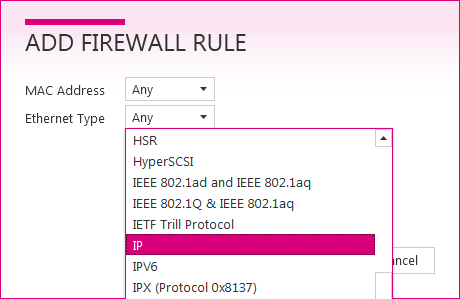 ADD FIREWALL RULE
MAC Address Any
Ethernet Type Any
HSR
HyperSCSI
IEEE 802.1ad and IEEE 802.1aq
IEEE 802.1Q & IEEE 802.1aq
IETF Trill Protocol
IP
IPV6
IPX (Protocol 0x8137)
ncel